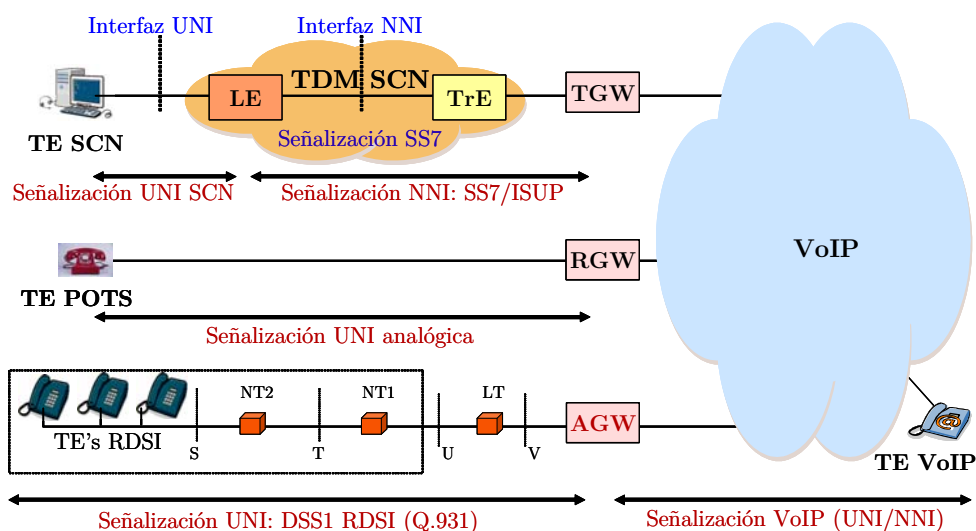 Interfaz UNI
Interfaz NNI
TDM SCN
LE
TrE
TGW
Señalización SS7
TE SCN
Señalización UNI SCN
Señalización NNI: SS7/ISUP
VoIP
RGW
TE POTS
Señalización UNI analógica
NT2
NT1
LT
AGW
TE's RDSI
S
T
U
V
@
TE VoIP
Señalización UNI: DSS1 RDSI (Q.931)
Señalización VoIP (UNI/NNI)